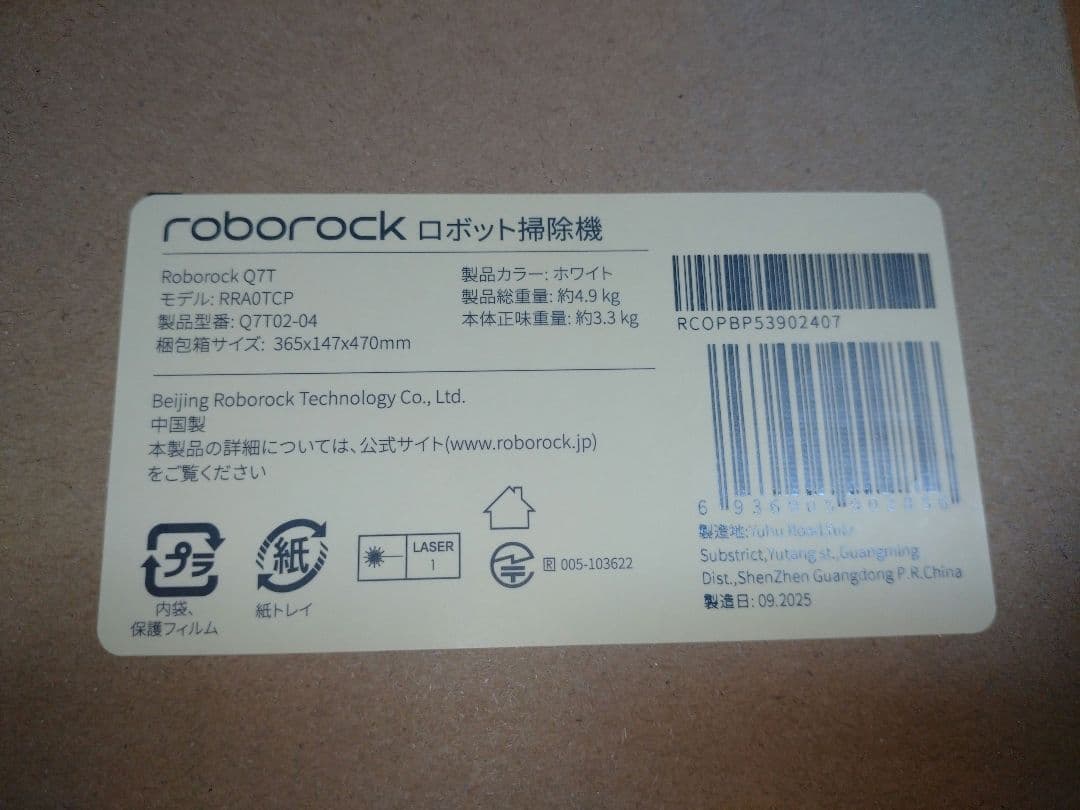 roborock ロボット掃除機
Roborock Q7T
モデル: RRA0TCP
製品型番: Q7T02-04
梱包箱サイズ: 365x147x470mm
製品カラー: ホワイト
製品総重量: 約4.9 kg
本体正味重量: 約3.3 kg
RCOPBP53902407
Beijing Roborock Technology Co., Ltd.
中国製
本製品の詳細については、公式サイト(www.roborock.jp)
をご覧ください
プラ
内袋、
保護フィルム
紙
紙トレイ
LASER
1
R 005-103622
製造地:Yuhu
Substrict,Yutang st., Guangming
Dist.,ShenZhen Guangdong P.R.China
製造日: 09.2025